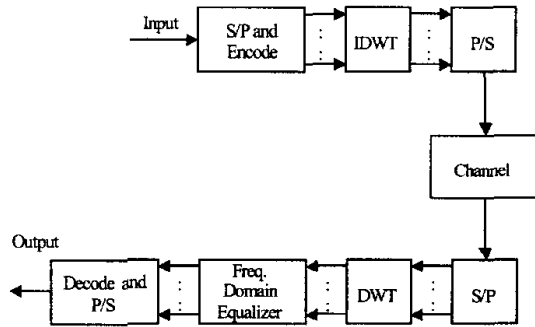 Input
S/P and
Encode
IDWT
P/S
Channel
Output
Decode and
P/S
Freq.
Domain
Equalizer
DWT
S/P